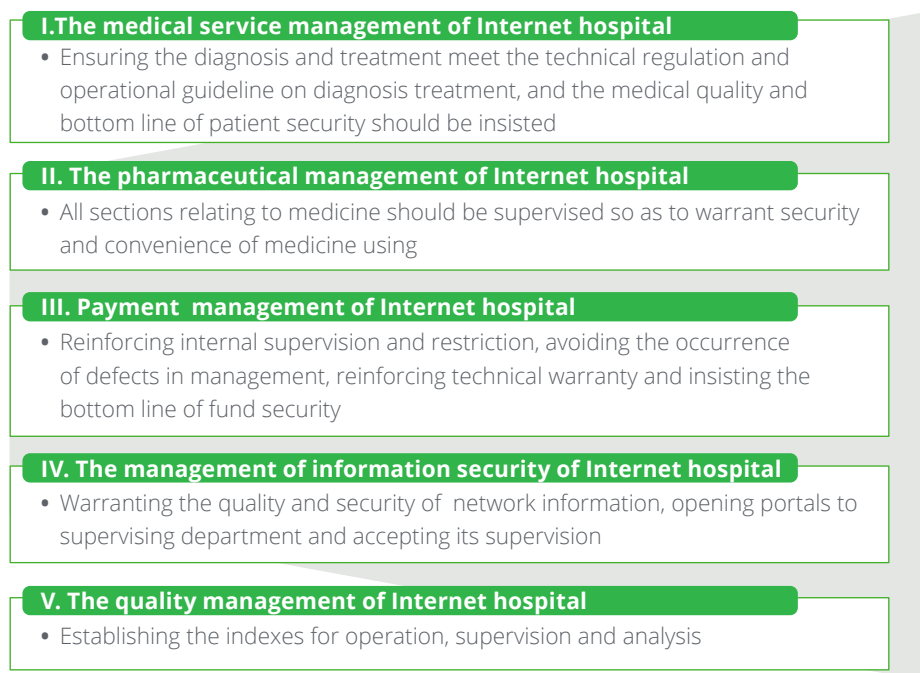 I.The medical service management of Internet hospital
• Ensuring the diagnosis and treatment meet the technical regulation and
operational guideline on diagnosis treatment, and the medical quality and
bottom line of patient security should be insisted
II. The pharmaceutical management of Internet hospital
• All sections relating to medicine should be supervised so as to warrant security
and convenience of medicine using
III. Payment management of Internet hospital
• Reinforcing internal supervision and restriction, avoiding the occurrence
of defects in management, reinforcing technical warranty and insisting the
bottom line of fund security
IV. The management of information security of Internet hospital
• Warranting the quality and security of network information, opening portals to
supervising department and accepting its supervision
V. The quality management of Internet hospital
• Establishing the indexes for operation, supervision and analysis